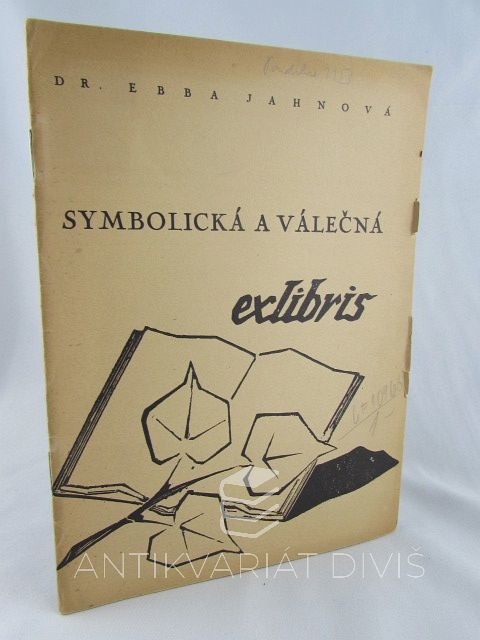 DR. EBBA JAHNOVÁ
SYMBOLICKÁ A VÁLEČNÁ
exlibris
ANTIKVARIÁT DIVIŠ